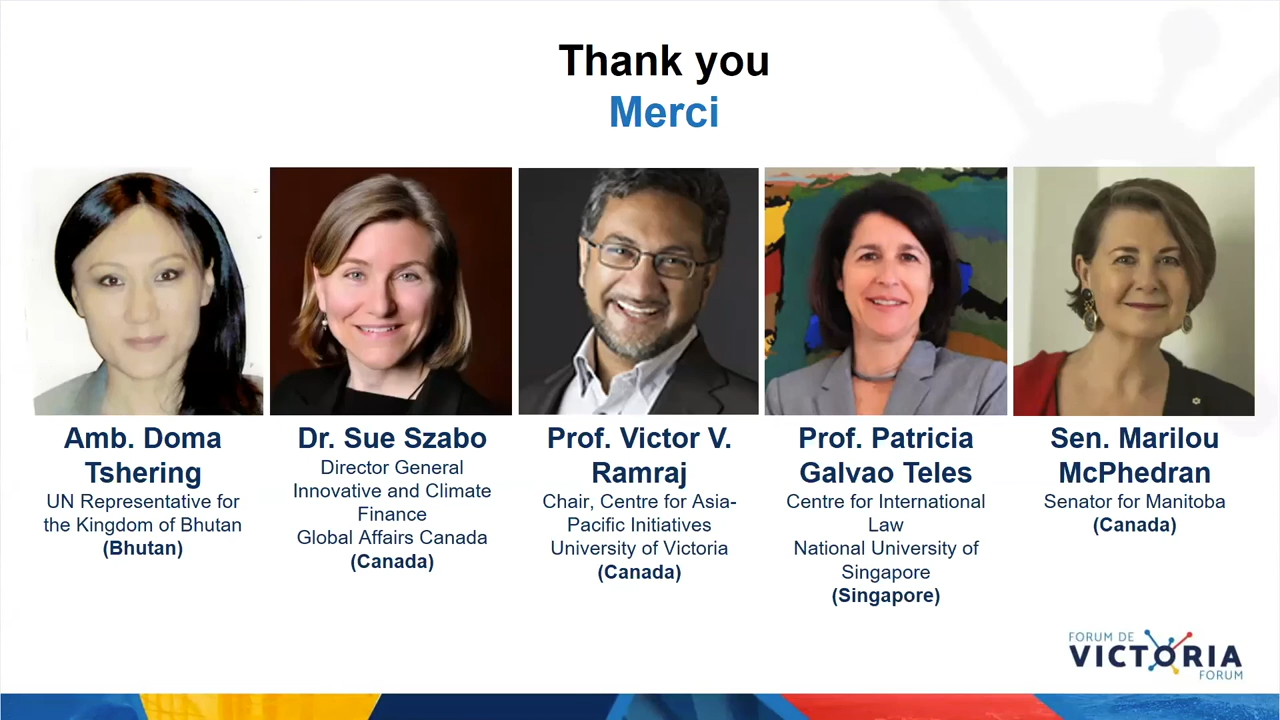 Thank you
Merci
Amb. Doma
Tshering
UN Representative for
the Kingdom of Bhutan
(Bhutan)
Dr. Sue Szabo
Director General
Innovative and Climate
Finance
Global Affairs Canada
(Canada)
Prof. Victor V.
Ramraj
Chair, Centre for Asia-
Pacific Initiatives
University of Victoria
(Canada)
Prof. Patricia
Galvao Teles
Centre for International
Law
National University of
Singapore
(Singapore)
Sen. Marilou
McPhedran
Senator for Manitoba
(Canada)
FORUM DE
VICTORIA
FORUM